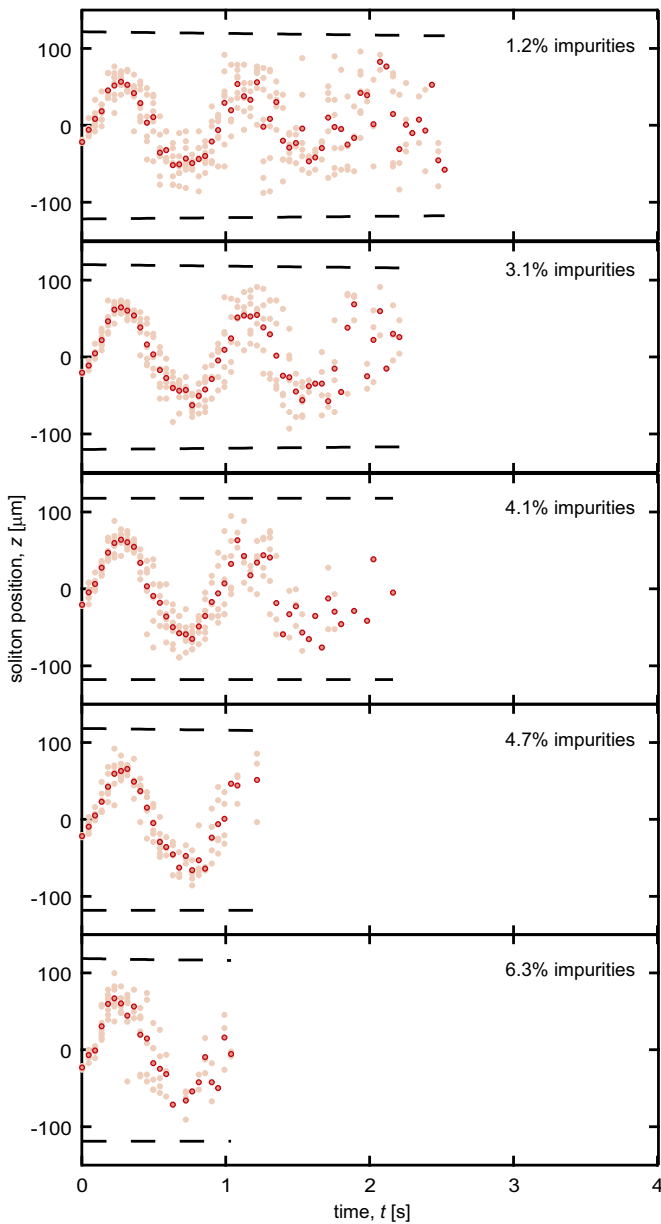 100
0
-100
1.2% impurities
100
0
-100
3.1% impurities
soliton position, z [μm]
100
0
-100
4.1% impurities
100
0
-100
4.7% impurities
100
0
-100
6.3% impurities
0 1 2 3 4
time, t [s]